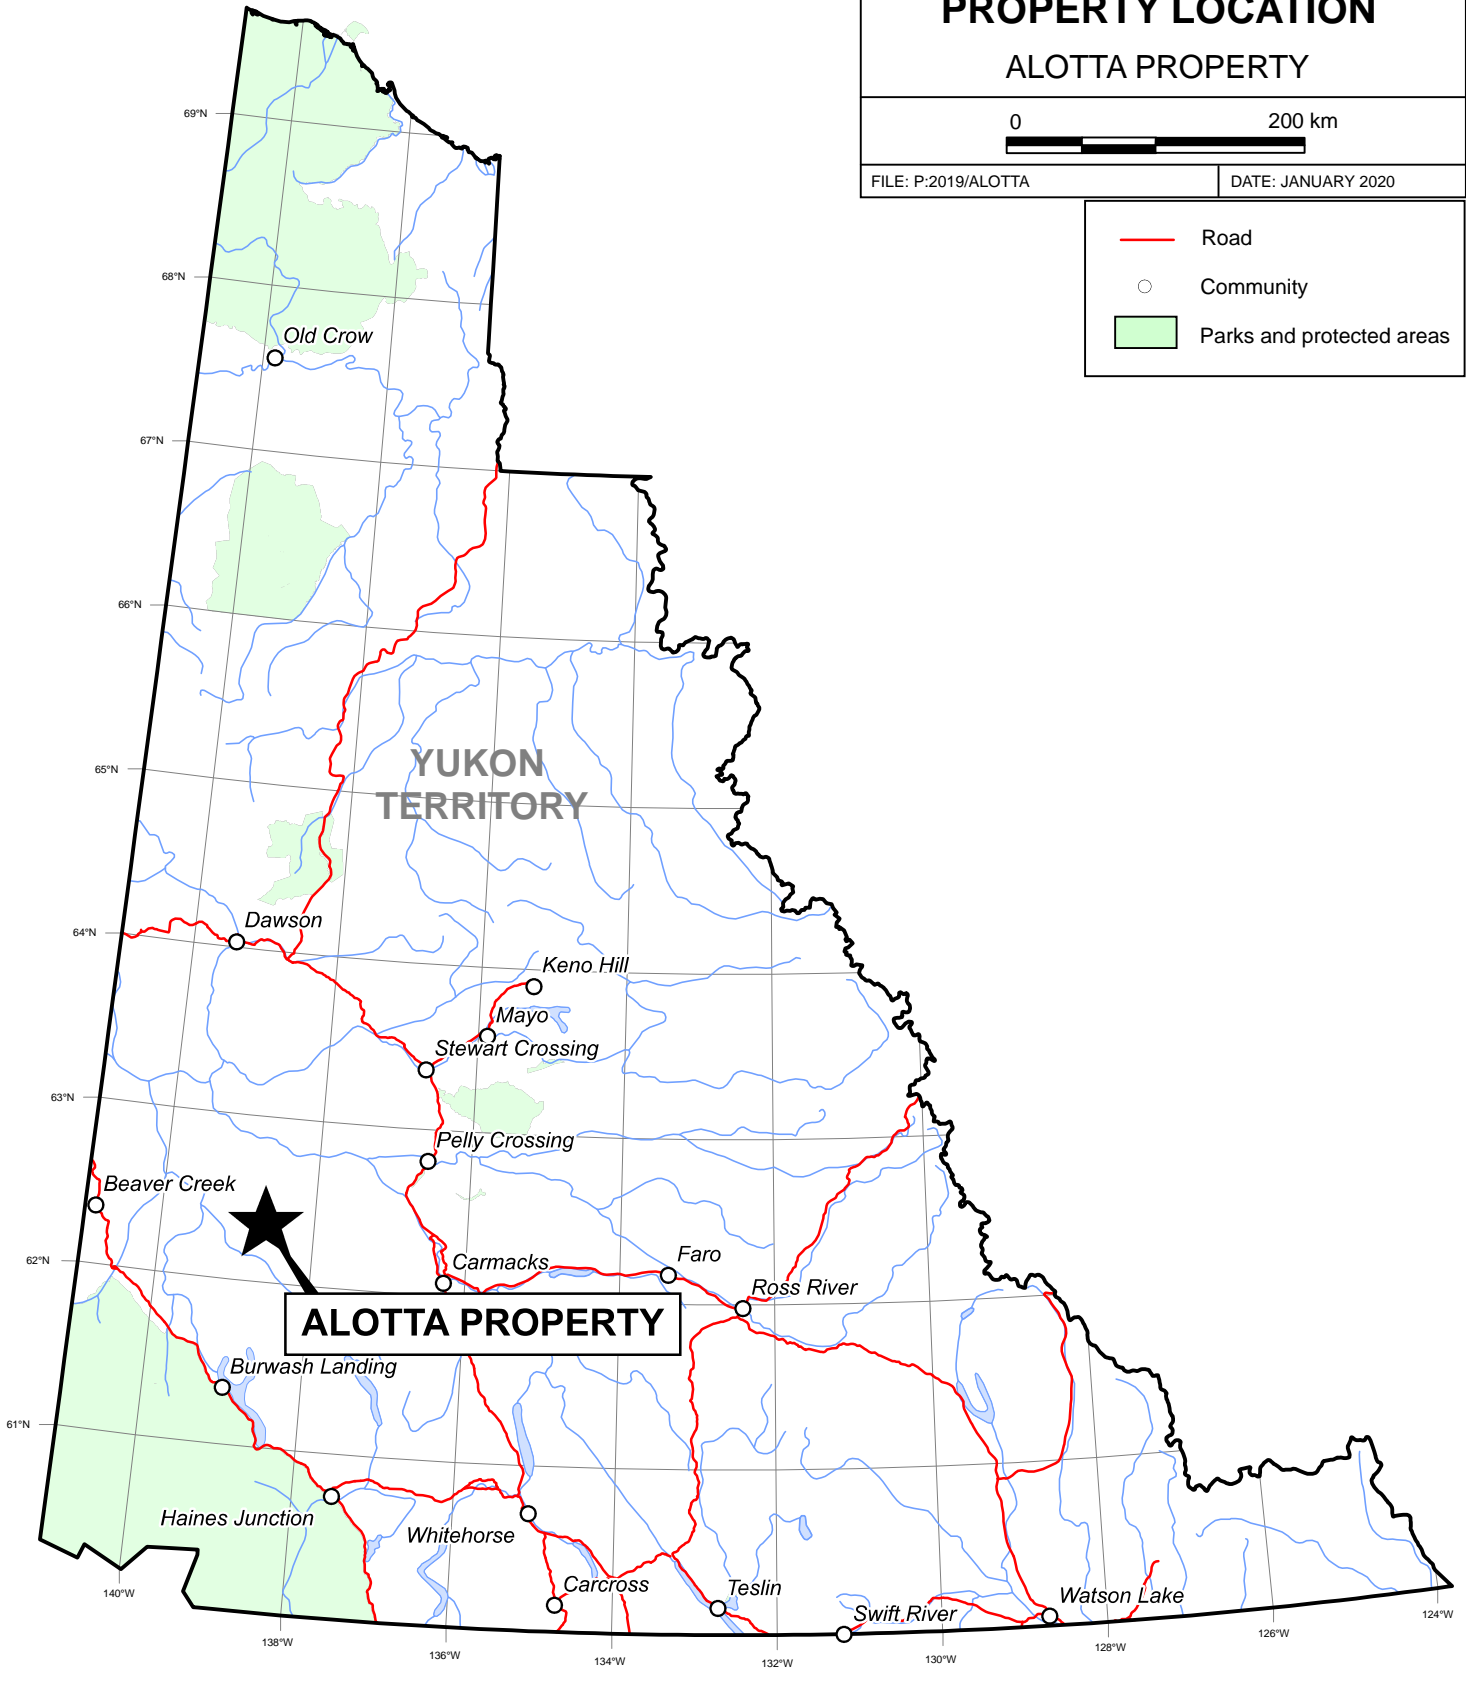 PROPERTY LOCATION
ALOTTA PROPERTY
0 200 km
FILE: P:2019/ALOTTA DATE: JANUARY 2020
Road
Community
Parks and protected areas
69°N
68°N
Old Crow
67°N
66°N
65°N
YUKON
TERRITORY
Dawson
64°N
Keno Hill
Mayo
Stewart Crossing
63°N
Pelly Crossing
Beaver Creek
62°N
Carmacks
Faro
Ross River
ALOTTA PROPERTY
Burwash Landing
61°N
Haines Junction
Whitehorse
Carcross
Teslin
Swift River
Watson Lake
140°W
138°W
136°W
134°W
132°W
130°W
128°W
126°W
124°W